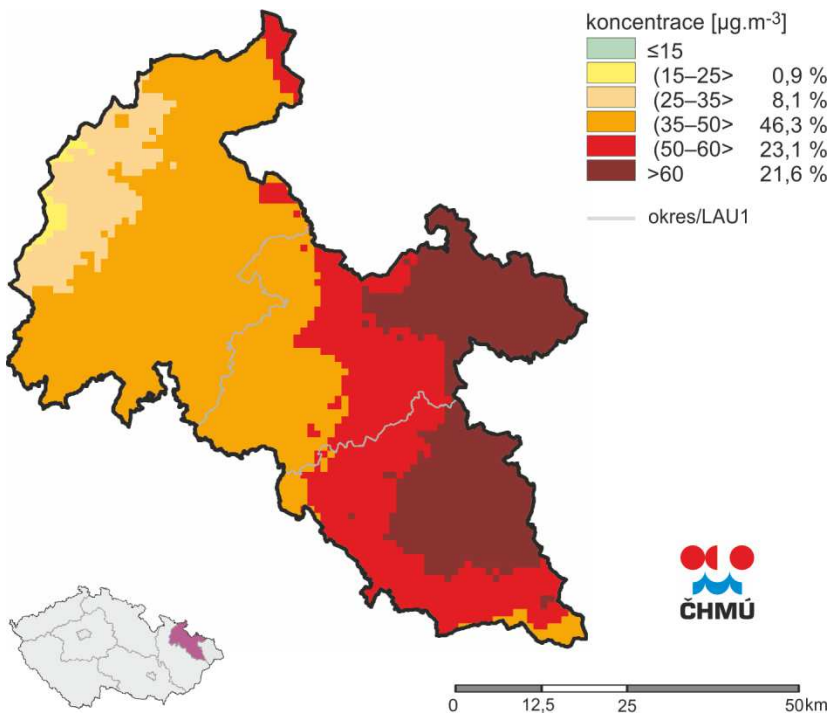 koncentrace [µg.m⁻³]
≤15
(15–25> 0,9 %
(25–35> 8,1 %
(35–50> 46,3 %
(50–60> 23,1 %
>60 21,6 %
okres/LAU1
ČHMÚ
0 12,5 25 50km